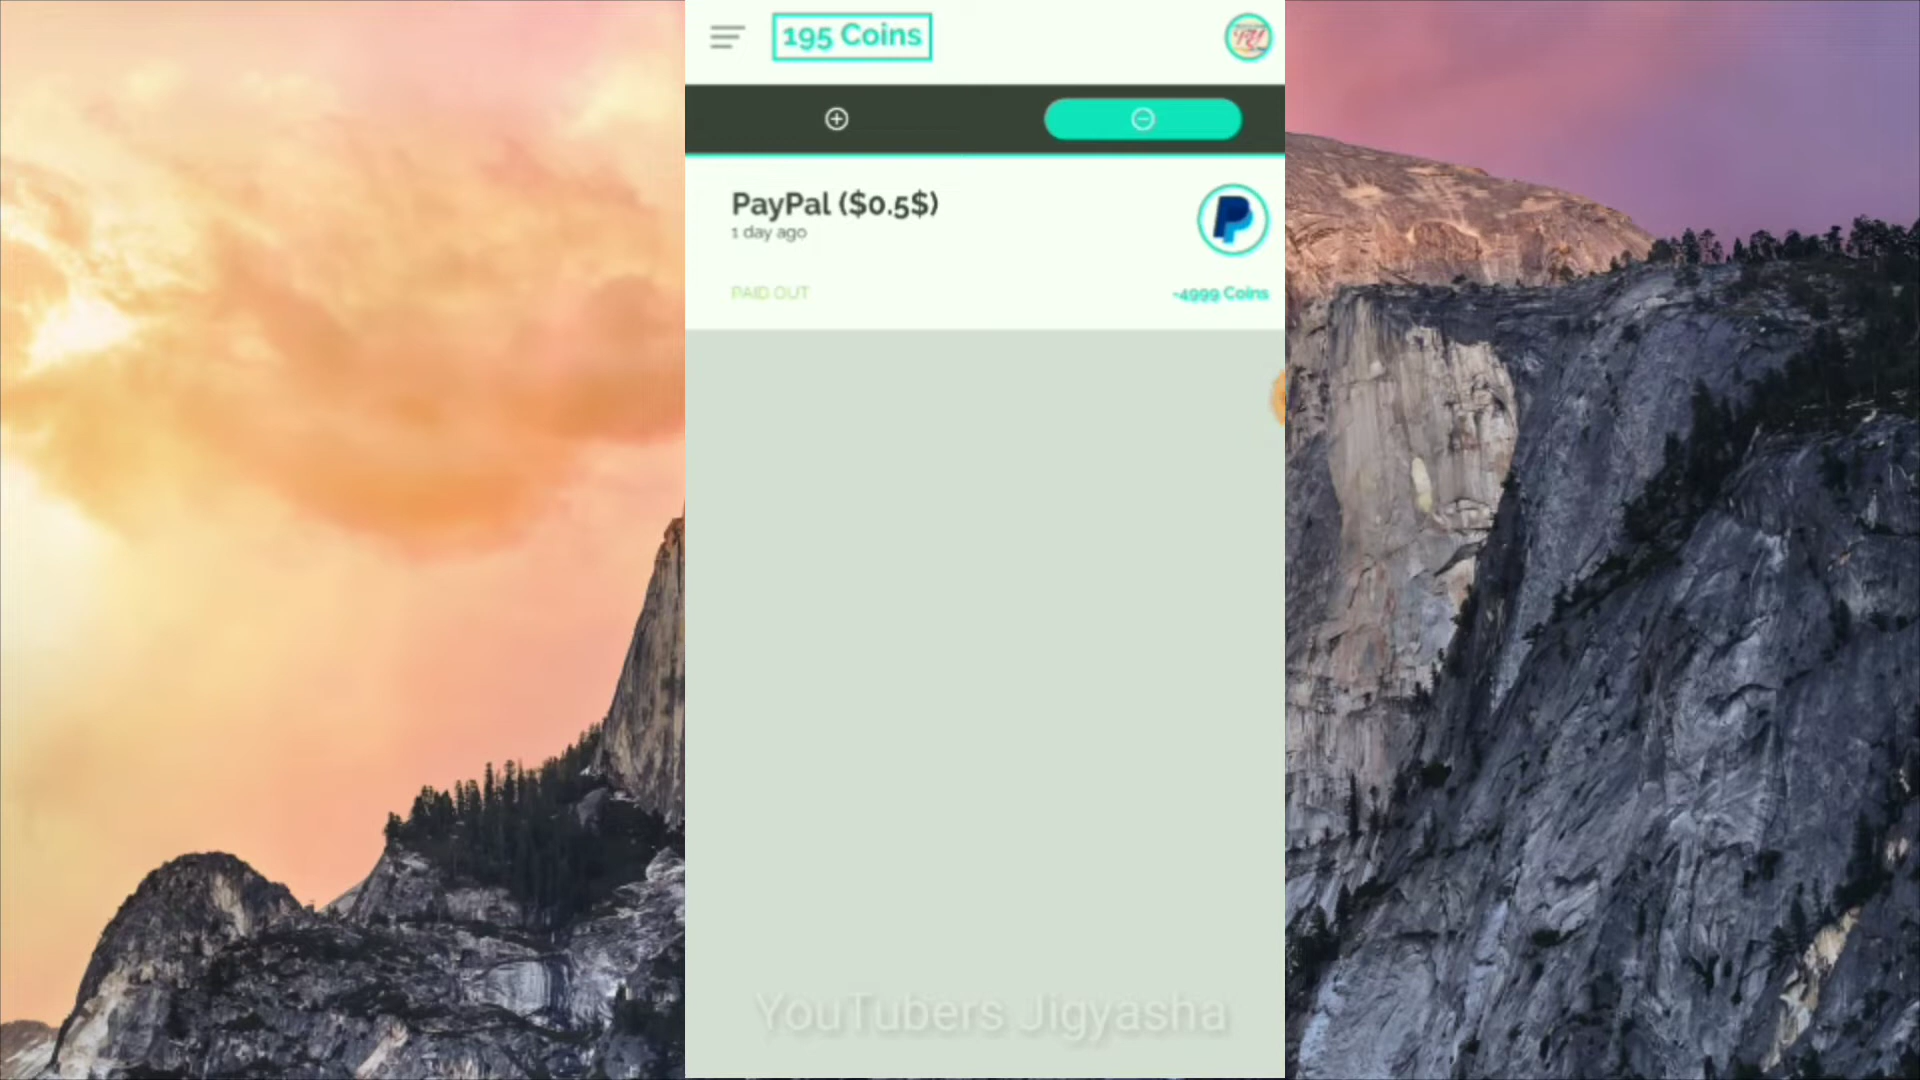 195 Coins
PayPal ($0.5$)
1 day ago
PAID OUT
-4999 Coins
YouTubers Jigyasha